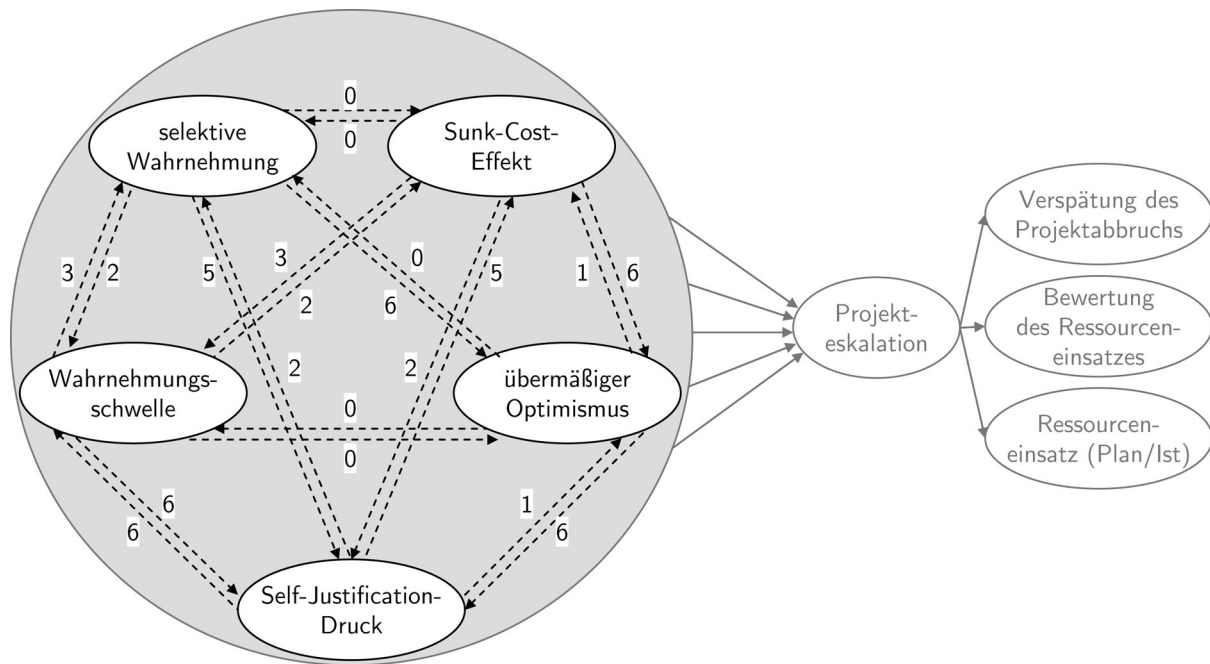 0
selektive
Wahrnehmung
Sunk-Cost-
Effekt
0
Verspätung des
Projektabbruchs
3
2
5
3
0
5
1
6
2
6
Projekt-
eskalation
Bewertung
des Ressourcen-
einsatzes
Wahrnehmungs-
schwelle
2
2
übermäßiger
Optimismus
0
0
Ressourcen-
einsatz (Plan/Ist)
6
6
1
6
Self-Justification-
Druck